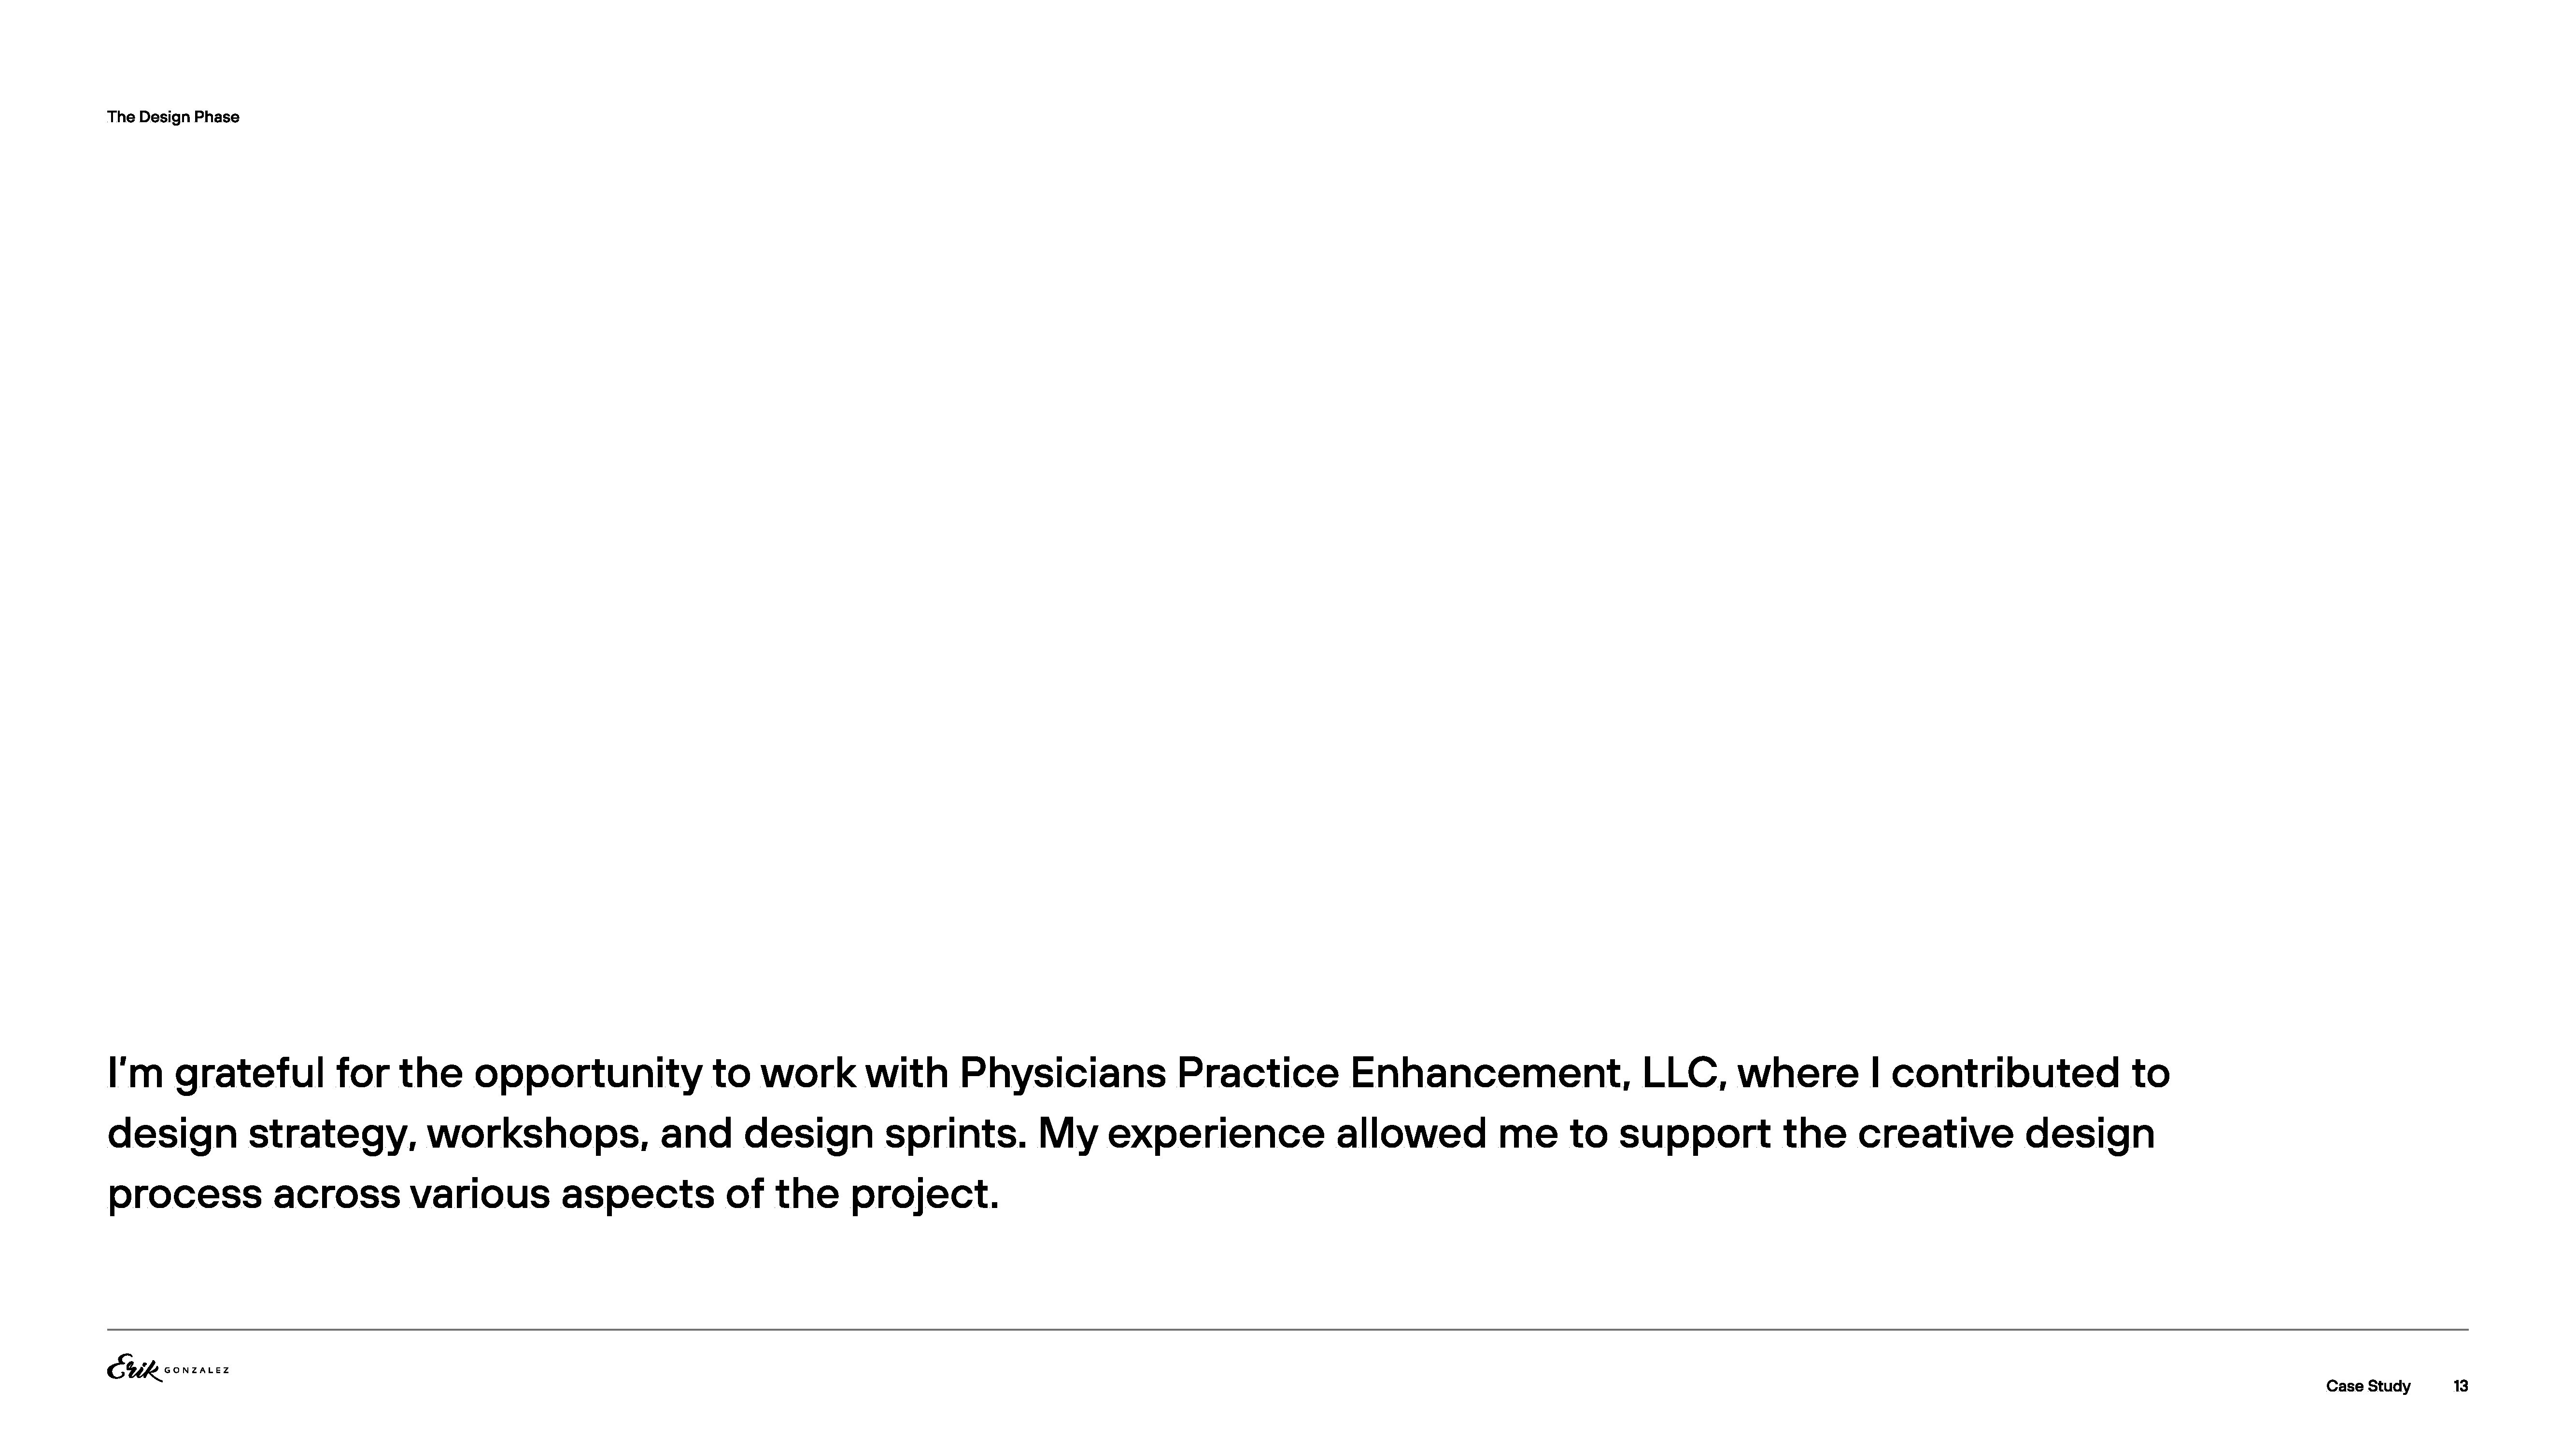 The Design Phase
I’m grateful for the opportunity to work with Physicians Practice Enhancement, LLC, where I contributed to
design strategy, workshops, and design sprints. My experience allowed me to support the creative design
process across various aspects of the project.
Erik GONZALEZ
Case Study 13